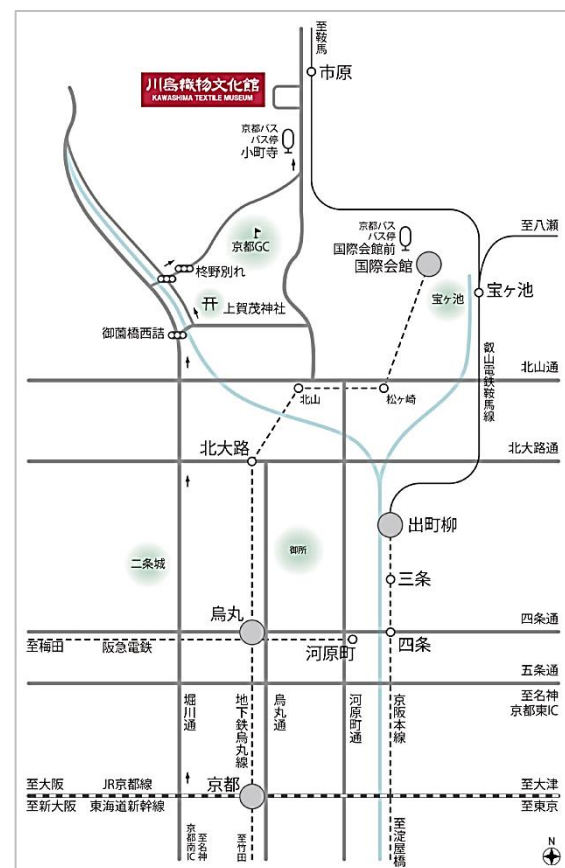 至鞍馬
市原
川島織物文化館
KAWASHIMA TEXTILE MUSEUM
京都バス
バス停
小町寺
京都バス
バス停
国際会館前
国際会館
至八瀬
京都GC
柊野別れ
宝ヶ池
宝ヶ池
上賀茂神社
御薗橋西詰
叡山電鉄鞍馬線
北山通
北山
松ヶ崎
北大路
北大路通
出町柳
二条城
御所
三条
烏丸
四条通
至梅田
阪急電鉄
河原町
四条
五条通
堀川通
地下鉄烏丸線
烏丸通
河原町通
京阪本線
至名神
京都東IC
京都
至大阪
JR京都線
至大津
至新大阪
東海道新幹線
至東京
至名神
京都南IC
至竹田
至淀屋橋
N